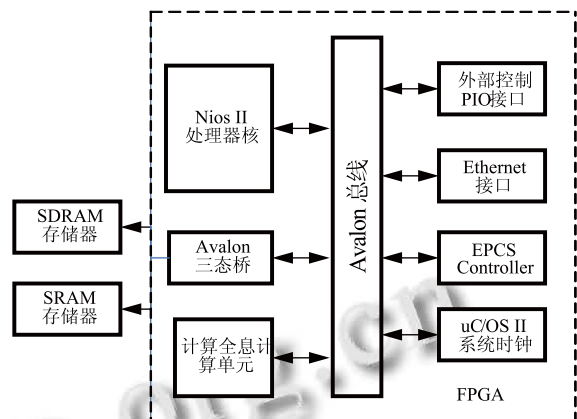 Nios II
处理器核
Avalon
三态桥
计算全息计
算单元
SDRAM
存储器
SRAM
存储器
Avalon 总线
外部控制
PIO接口
Ethernet
接口
EPCS
Controller
uC/OS II
系统时钟
FPGA